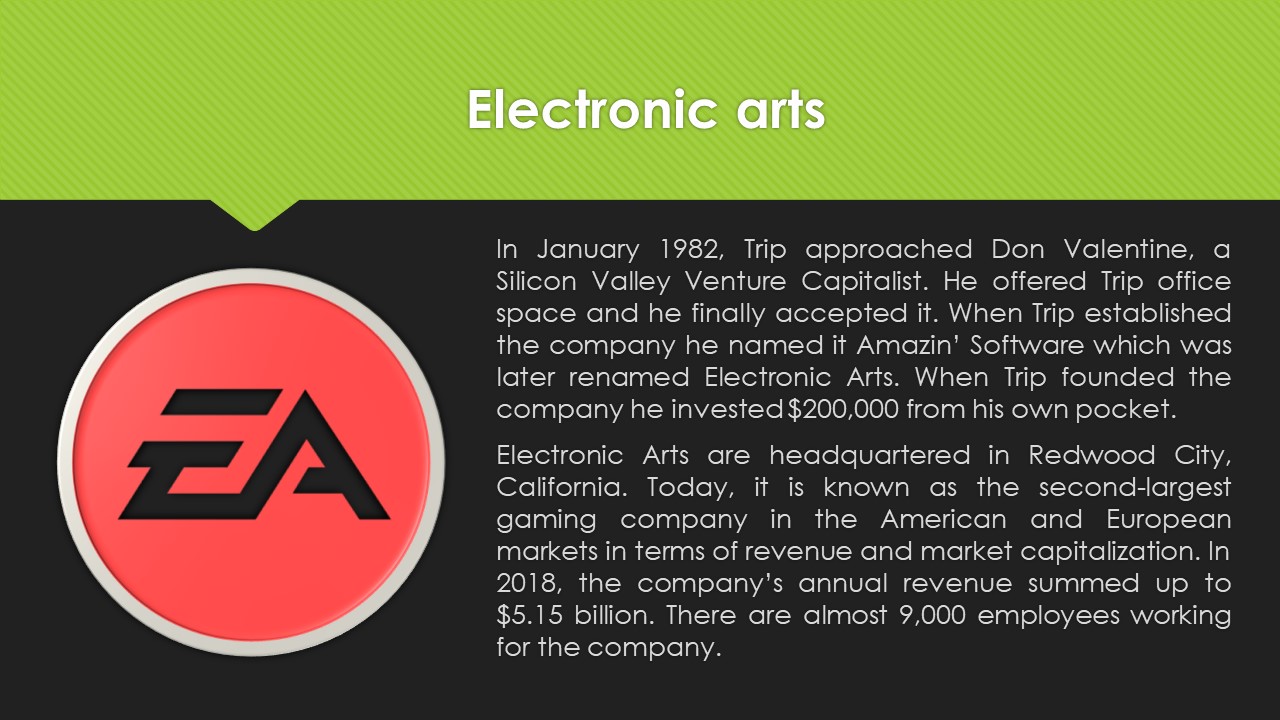 Electronic arts
In January 1982, Trip approached Don Valentine, a
Silicon Valley Venture Capitalist. He offered Trip office
space and he finally accepted it. When Trip established
the company he named it Amazin’ Software which was
later renamed Electronic Arts. When Trip founded the
company he invested $200,000 from his own pocket.
EA
Electronic Arts are headquartered in Redwood City,
California. Today, it is known as the second-largest
gaming company in the American and European
markets in terms of revenue and market capitalization. In
2018, the company’s annual revenue summed up to
$5.15 billion. There are almost 9,000 employees working
for the company.